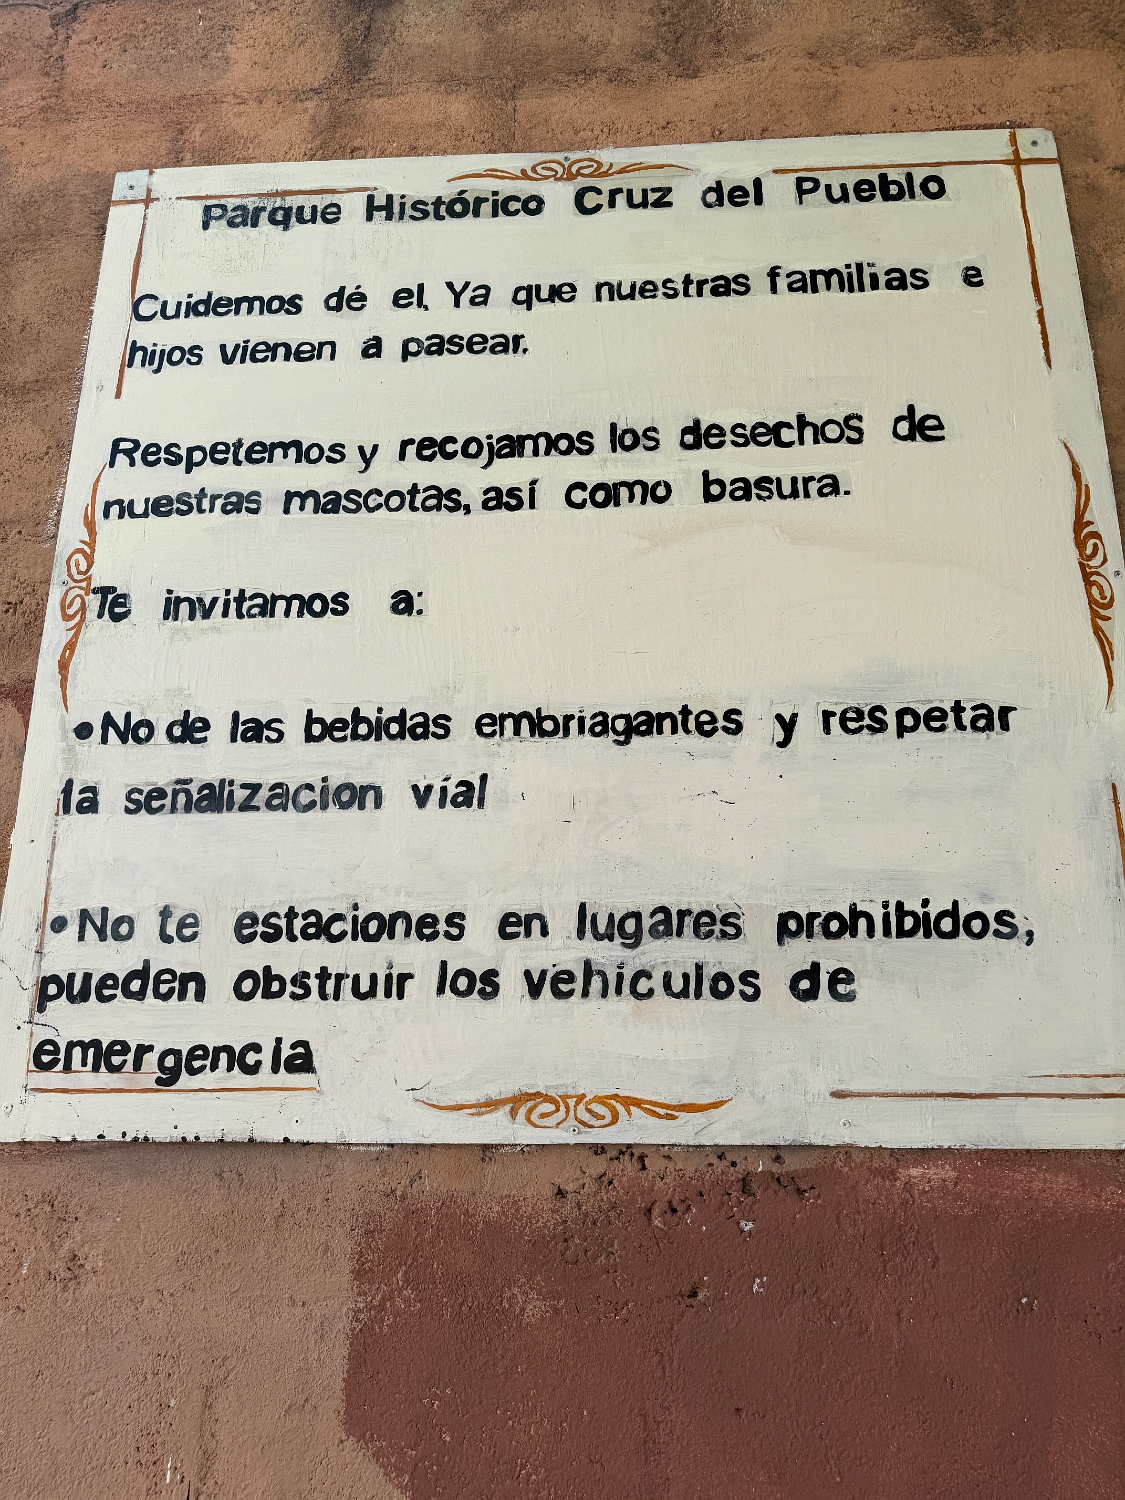 Parque Histórico Cruz del Pueblo
Cuidemos dé el, Ya que nuestras familias e
hijos vienen a pasear.
Respetemos y recojamos los desechos de
nuestras mascotas, así como basura.
Te invitamos a:
•No de las bebidas embriagantes y respetar
la señalizacion víal
•No te estaciones en lugares prohibidos,
pueden obstruir los vehiculos de
emergencia